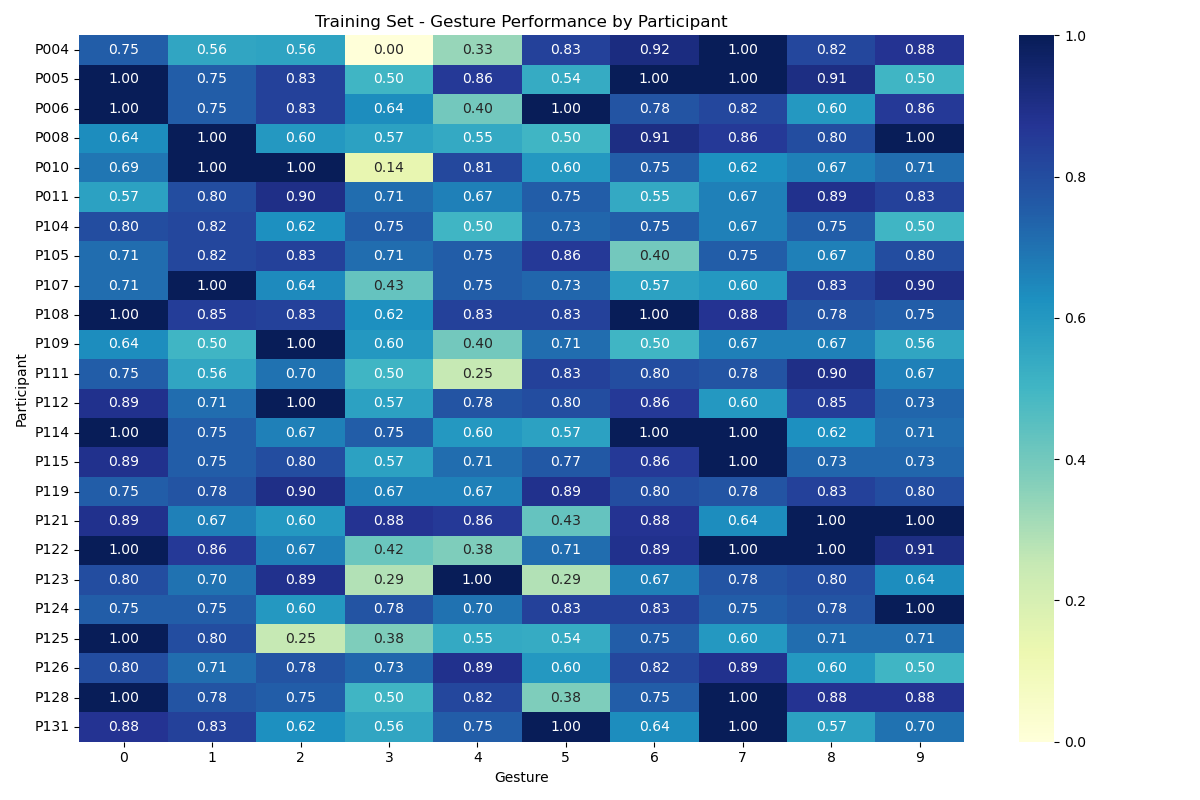 Training Set - Gesture Performance by Participant
P004 0.75 0.56 0.56 0.00 0.33 0.83 0.92 1.00 0.82 0.88
P005 1.00 0.75 0.83 0.50 0.86 0.54 1.00 1.00 0.91 0.50
P006 1.00 0.75 0.83 0.64 0.40 1.00 0.78 0.82 0.60 0.86
P008 0.64 1.00 0.60 0.57 0.55 0.50 0.91 0.86 0.80 1.00
P010 0.69 1.00 1.00 0.14 0.81 0.60 0.75 0.62 0.67 0.71
P011 0.57 0.80 0.90 0.71 0.67 0.75 0.55 0.67 0.89 0.83
P104 0.80 0.82 0.62 0.75 0.50 0.73 0.75 0.67 0.75 0.50
P105 0.71 0.82 0.83 0.71 0.75 0.86 0.40 0.75 0.67 0.80
P107 0.71 1.00 0.64 0.43 0.75 0.73 0.57 0.60 0.83 0.90
P108 1.00 0.85 0.83 0.62 0.83 0.83 1.00 0.88 0.78 0.75
P109 0.64 0.50 1.00 0.60 0.40 0.71 0.50 0.67 0.67 0.56
P111 0.75 0.56 0.70 0.50 0.25 0.83 0.80 0.78 0.90 0.67
P112 0.89 0.71 1.00 0.57 0.78 0.80 0.86 0.60 0.85 0.73
P114 1.00 0.75 0.67 0.75 0.60 0.57 1.00 1.00 0.62 0.71
P115 0.89 0.75 0.80 0.57 0.71 0.77 0.86 1.00 0.73 0.73
P119 0.75 0.78 0.90 0.67 0.67 0.89 0.80 0.78 0.83 0.80
P121 0.89 0.67 0.60 0.88 0.86 0.43 0.88 0.64 1.00 1.00
P122 1.00 0.86 0.67 0.42 0.38 0.71 0.89 1.00 1.00 0.91
P123 0.80 0.70 0.89 0.29 1.00 0.29 0.67 0.78 0.80 0.64
P124 0.75 0.75 0.60 0.78 0.70 0.83 0.83 0.75 0.78 1.00
P125 1.00 0.80 0.25 0.38 0.55 0.54 0.75 0.60 0.71 0.71
P126 0.80 0.71 0.78 0.73 0.89 0.60 0.82 0.89 0.60 0.50
P128 1.00 0.78 0.75 0.50 0.82 0.38 0.75 1.00 0.88 0.88
P131 0.88 0.83 0.62 0.56 0.75 1.00 0.64 1.00 0.57 0.70
0 1 2 3 4 5 6 7 8 9
Gesture
Participant
1.0
0.8
0.6
0.4
0.2
0.0